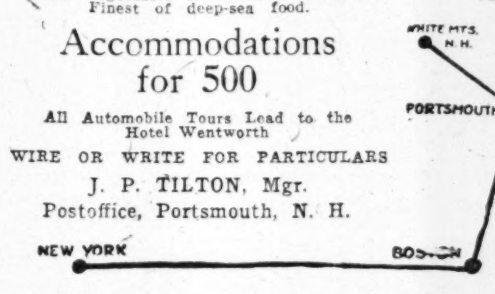 Finest of deep-sea food.
Accommodations
for 500
All Automobile Tours Lead to the
Hotel Wentworth
WIRE OR WRITE FOR PARTICULARS
J. P. TILTON, Mgr.
Postoffice, Portsmouth, N. H.
WHITE MTS.
N. H.
PORTSMOUTH
NEW YORK
BOSTON